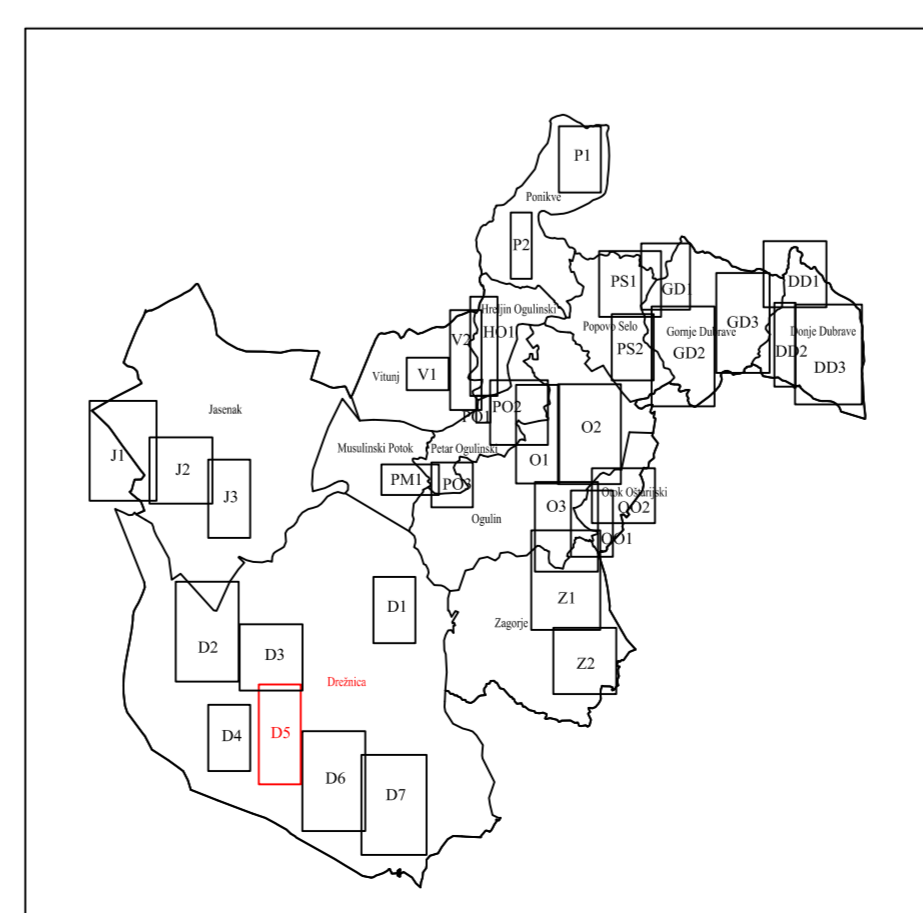 P1
Ponikve
P2
PS1
GD1
DD1
Hreljin Ogulinski
HO1
V2
Popovo Selo
Gornje Dubrave
GD3
Donje Dubrave
PS2
GD2
DD2
DD3
Vitunj
V1
Jasenak
PO1
PO2
O2
J1
J2
J3
Musulinski Potok
Petar Ogulinski
PM1
PO3
O1
Ogulin
O3
Otok Oštarijski
OO2
OO1
D1
Z1
Zagorje
D2
D3
Z2
Drežnica
D4
D5
D6
D7